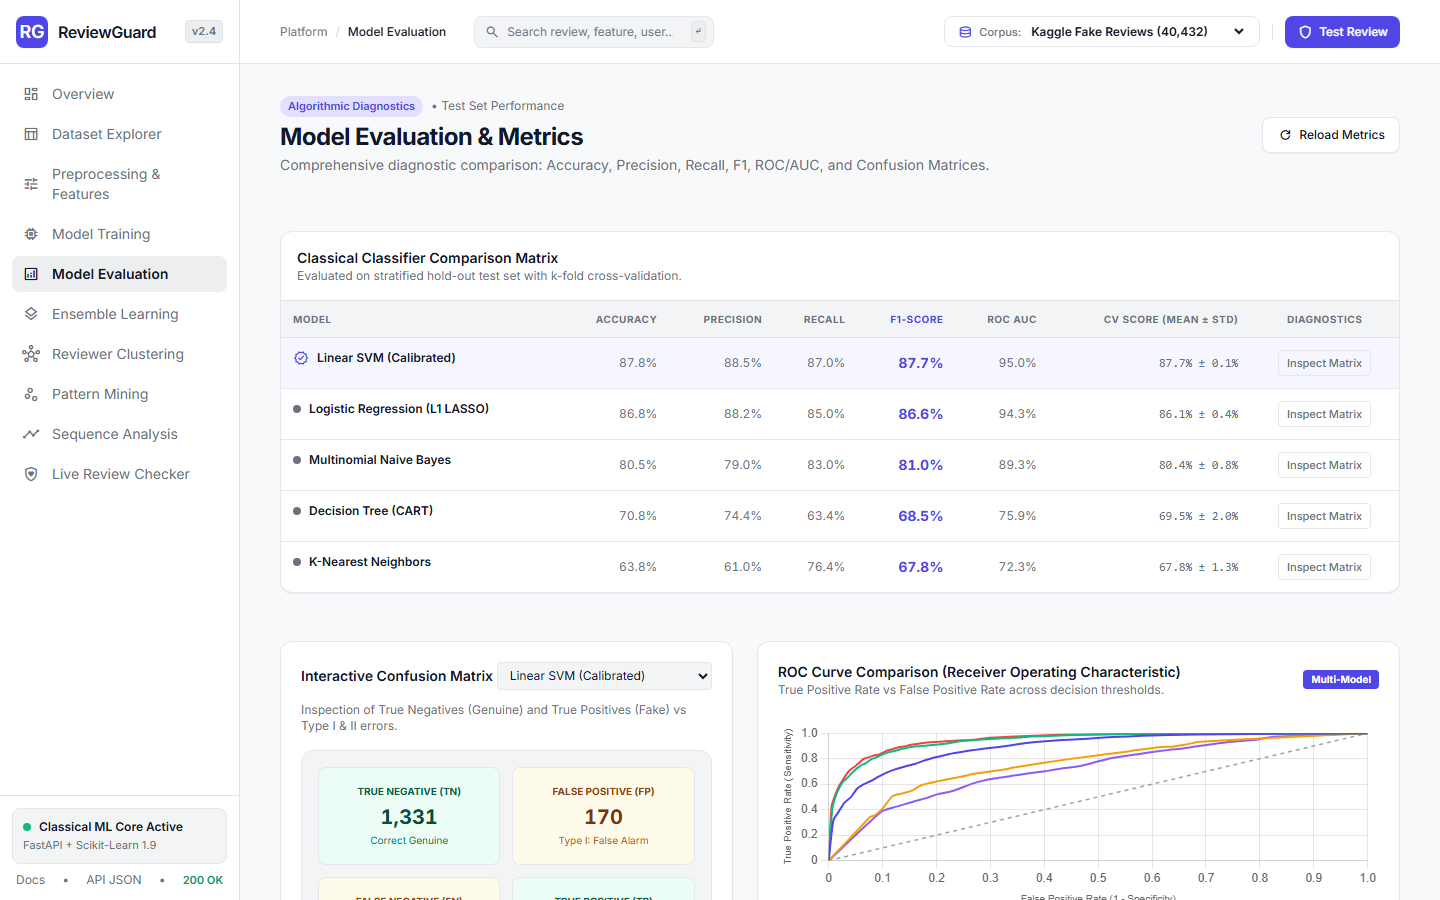 RG ReviewGuard v2.4
Platform / Model Evaluation
Search review, feature, user...
Corpus: Kaggle Fake Reviews (40,432)
Test Review
Overview
Dataset Explorer
Preprocessing &
Features
Model Training
Model Evaluation
Ensemble Learning
Reviewer Clustering
Pattern Mining
Sequence Analysis
Live Review Checker
Classical ML Core Active
FastAPI + Scikit-Learn 1.9
Docs • API JSON • 200 OK
Algorithmic Diagnostics • Test Set Performance
Model Evaluation & Metrics
Comprehensive diagnostic comparison: Accuracy, Precision, Recall, F1, ROC/AUC, and Confusion Matrices.
Reload Metrics
Classical Classifier Comparison Matrix
Evaluated on stratified hold-out test set with k-fold cross-validation.
MODEL ACCURACY PRECISION RECALL F1-SCORE ROC AUC CV SCORE (MEAN ± STD) DIAGNOSTICS
Linear SVM (Calibrated) 87.8% 88.5% 87.0% 87.7% 95.0% 87.7% ± 0.1% Inspect Matrix
Logistic Regression (L1 LASSO) 86.8% 88.2% 85.0% 86.6% 94.3% 86.1% ± 0.4% Inspect Matrix
Multinomial Naive Bayes 80.5% 79.0% 83.0% 81.0% 89.3% 80.4% ± 0.8% Inspect Matrix
Decision Tree (CART) 70.8% 74.4% 63.4% 68.5% 75.9% 69.5% ± 2.0% Inspect Matrix
K-Nearest Neighbors 63.8% 61.0% 76.4% 67.8% 72.3% 67.8% ± 1.3% Inspect Matrix
Interactive Confusion Matrix Linear SVM (Calibrated)
Inspection of True Negatives (Genuine) and True Positives (Fake) vs
Type I & II errors.
TRUE NEGATIVE (TN)
1,331
Correct Genuine
FALSE POSITIVE (FP)
170
Type I: False Alarm
FALSE NEGATIVE (FN)
TRUE POSITIVE (TP)
ROC Curve Comparison (Receiver Operating Characteristic)
True Positive Rate vs False Positive Rate across decision thresholds.
Multi-Model
True Positive Rate (Sensitivity)
1.0
0.8
0.6
0.4
0.2
0
0 0.1 0.2 0.3 0.4 0.5 0.6 0.7 0.8 0.9 1.0
False Positive Rate (1 - Specificity)